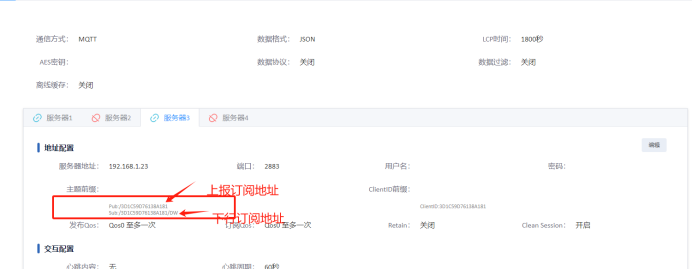 通信方式： MQTT 数据格式： JSON LCP时间： 1800秒
AES密钥： 数据协议： 关闭 数据过滤： 关闭
离线缓存： 关闭
服务器1 服务器2 服务器3 服务器4
地址配置 编辑
服务器地址： 192.168.1.23 端口： 2883 用户名： 密码：
主题前缀： 上报订阅地址 ClientID前缀：
Pub:/3D1C59D76138A181 ClientID:3D1C59D76138A181
Sub:/3D1C59D76138A181/DW 下行订阅地址
发布Qos： Qos0 至多一次 订阅Qos： Qos0 至多一次 Retain： 关闭 Clean Session： 开启
交互配置
心跳内容： 无 心跳周期： 60秒